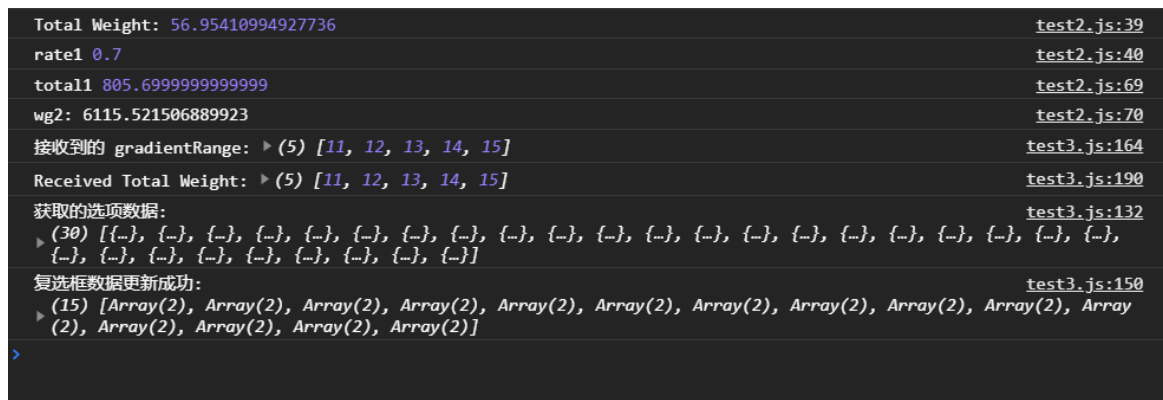 Total Weight: 56.95410994927736 test2.js:39
rate1 0.7 test2.js:40
total1 805.6999999999999 test2.js:69
wg2: 6115.521506889923 test2.js:70
接收到的 gradientRange: ▶ (5) [11, 12, 13, 14, 15] test3.js:164
Received Total Weight: ▶ (5) [11, 12, 13, 14, 15] test3.js:190
获取的选项数据: test3.js:132
▶ (30) [{…}, {…}, {…}, {…}, {…}, {…}, {…}, {…}, {…}, {…}, {…}, {…}, {…}, {…}, {…}, {…}, {…}, {…}, {…}, {…}, {…},
{…}, {…}, {…}, {…}, {…}, {…}, {…}, {…}, {…}]
复选框数据更新成功: test3.js:150
▶ (15) [Array(2), Array(2), Array(2), Array(2), Array(2), Array(2), Array(2), Array(2), Array(2), Array(2), Array
(2), Array(2), Array(2), Array(2), Array(2)]
>